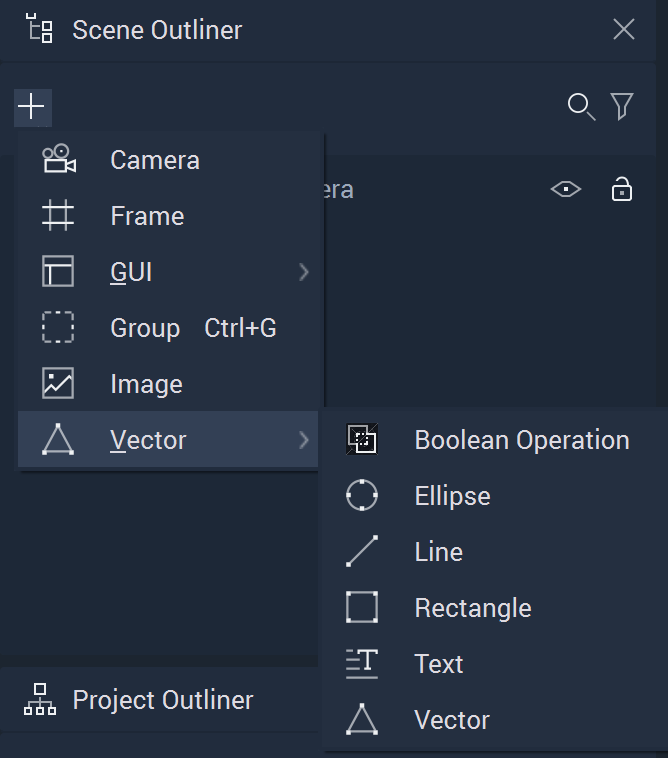 Scene Outliner
Camera
era
Frame
GUI
Group Ctrl+G
Image
Vector
Boolean Operation
Ellipse
Line
Rectangle
Text
Vector
Project Outliner